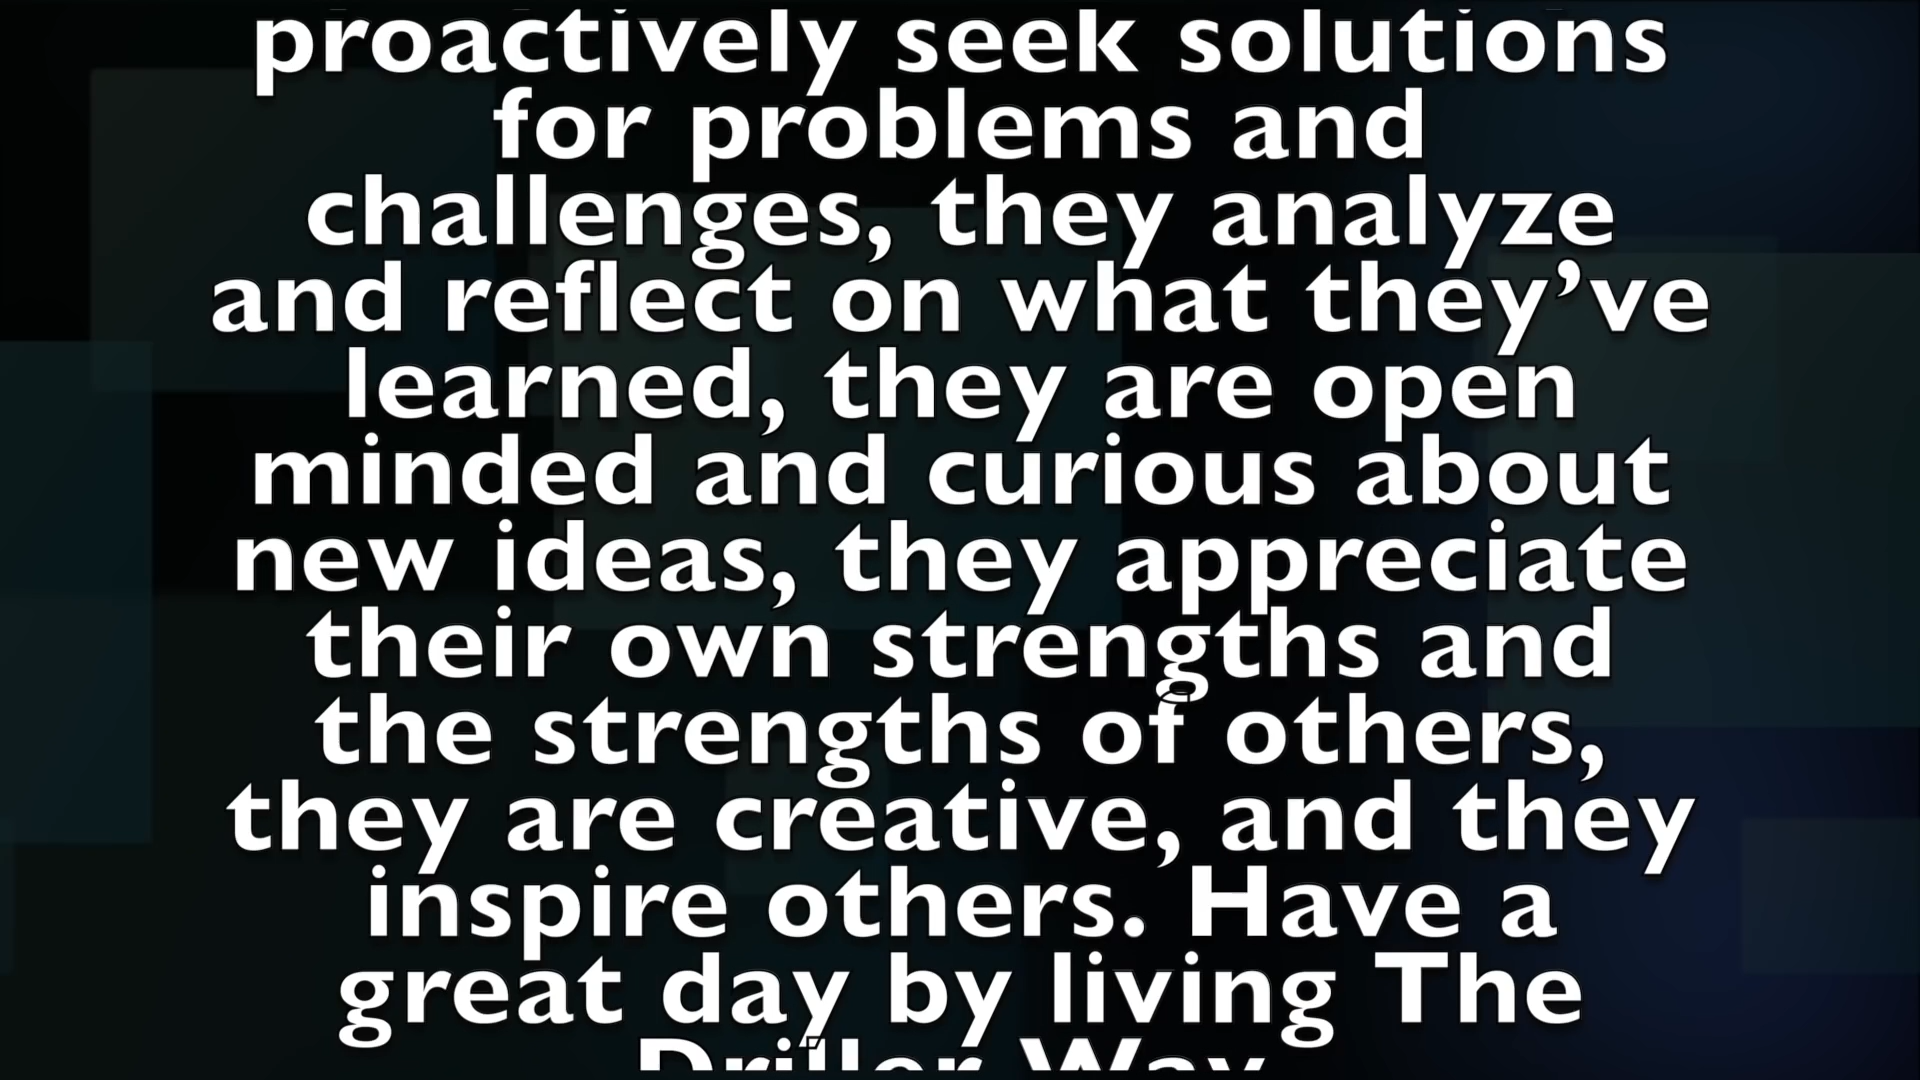 proactively seek solutions
for problems and
challenges, they analyze
and reflect on what they’ve
learned, they are open
minded and curious about
new ideas, they appreciate
their own strengths and
the strengths of others,
they are creative, and they
inspire others. Have a
great day by living The
Driller Way